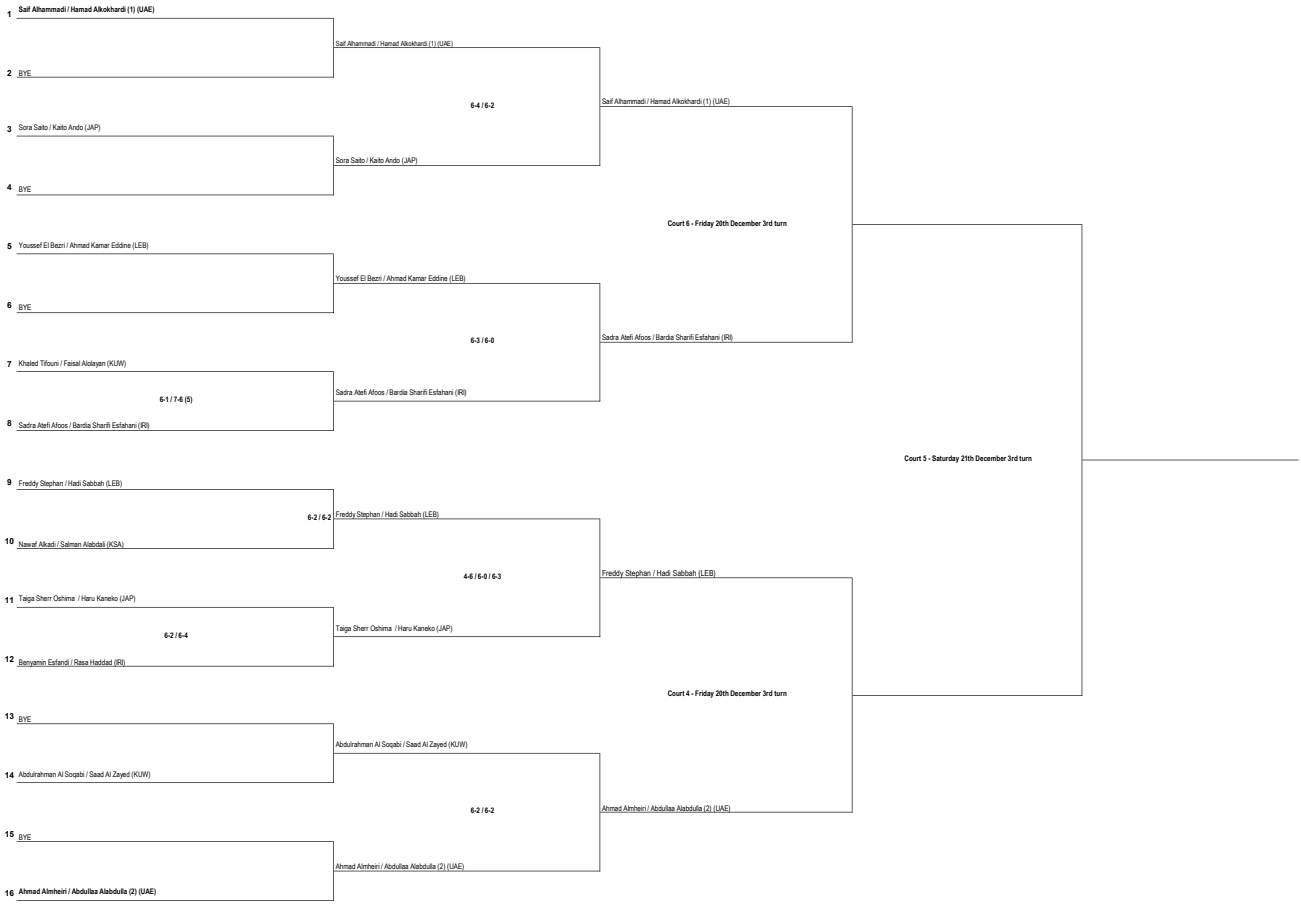 1 Saif Alhammadi / Hamad Alkokhardi (1) (UAE)
Saif Alhammadi / Hamad Alkokhardi (1) (UAE)
2 BYE
6-4 / 6-2
Saif Alhammadi / Hamad Alkokhardi (1) (UAE)
3 Sora Saito / Kaito Ando (JAP)
Sora Saito / Kaito Ando (JAP)
4 BYE
Court 6 - Friday 20th December 3rd turn
5 Youssef El Bezri / Ahmad Kamar Eddine (LEB)
Youssef El Bezri / Ahmad Kamar Eddine (LEB)
6 BYE
6-3 / 6-0
Sadra Atefi Afoos / Bardia Sharifi Esfahani (IRI)
7 Khaled Tifouni / Faisal Alolayan (KUW)
6-1 / 7-6 (5)
Sadra Atefi Afoos / Bardia Sharifi Esfahani (IRI)
8 Sadra Atefi Afoos / Bardia Sharifi Esfahani (IRI)
Court 5 - Saturday 21th December 3rd turn
9 Freddy Stephan / Hadi Sabbah (LEB)
6-2 / 6-2
Freddy Stephan / Hadi Sabbah (LEB)
10 Nawaf Alkadi / Salman Alabdali (KSA)
4-6 / 6-0 / 6-3
Freddy Stephan / Hadi Sabbah (LEB)
11 Taiga Sherr Oshima / Haru Kaneko (JAP)
6-2 / 6-4
Taiga Sherr Oshima / Haru Kaneko (JAP)
12 Benyamin Esfandi / Rasa Haddad (IRI)
Court 4 - Friday 20th December 3rd turn
13 BYE
Abdulrahman Al Soqabi / Saad Al Zayed (KUW)
14 Abdulrahman Al Soqabi / Saad Al Zayed (KUW)
6-2 / 6-2
Ahmad Almheiri / Abdullaa Alabdulla (2) (UAE)
15 BYE
Ahmad Almheiri / Abdullaa Alabdulla (2) (UAE)
16 Ahmad Almheiri / Abdullaa Alabdulla (2) (UAE)